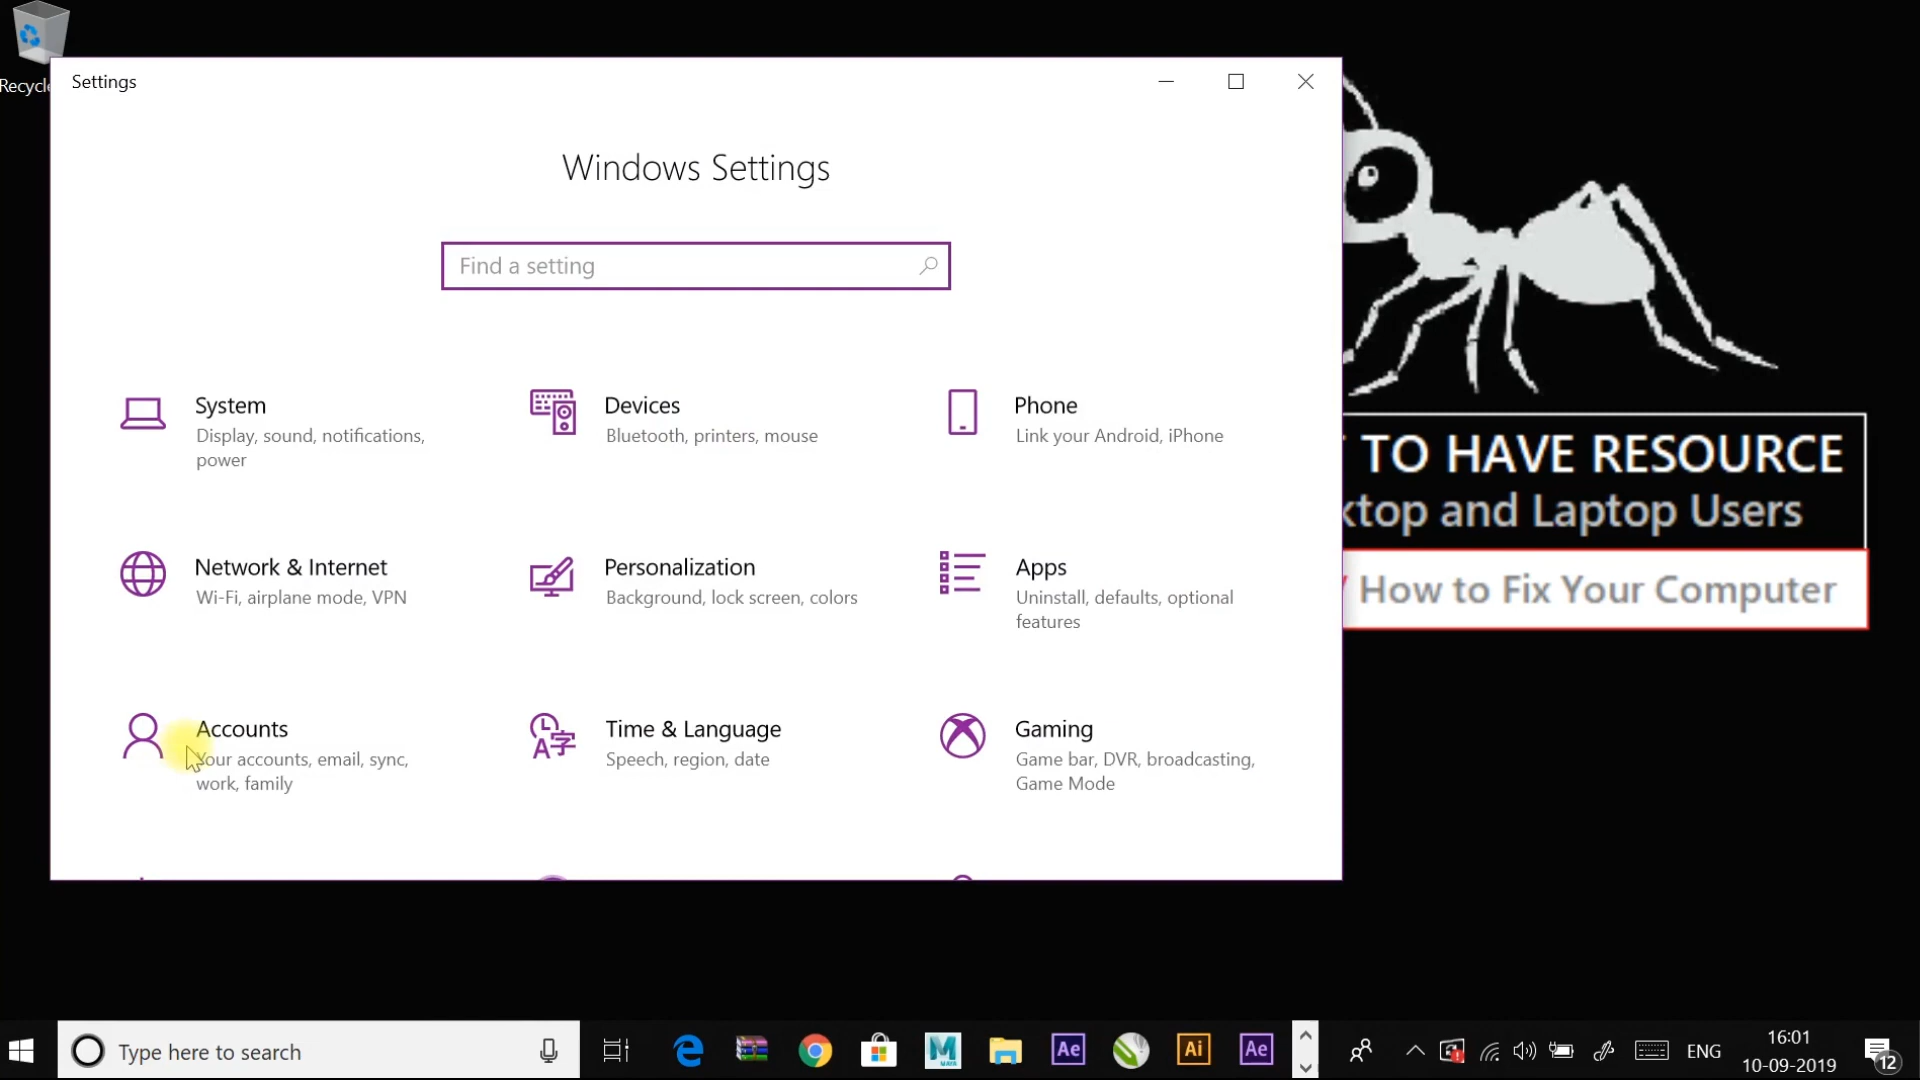 Recycle
Settings
Windows Settings
Find a setting
System
Display, sound, notifications,
power
Devices
Bluetooth, printers, mouse
Phone
Link your Android, iPhone
Network & Internet
Wi-Fi, airplane mode, VPN
Personalization
Background, lock screen, colors
Apps
Uninstall, defaults, optional
features
Accounts
Your accounts, email, sync,
work, family
Time & Language
Speech, region, date
Gaming
Game bar, DVR, broadcasting,
Game Mode
T TO HAVE RESOURCE
ktop and Laptop Users
How to Fix Your Computer
Type here to search
M
MAYA
Ae
Ai
Ae
ENG
16:01
10-09-2019
12